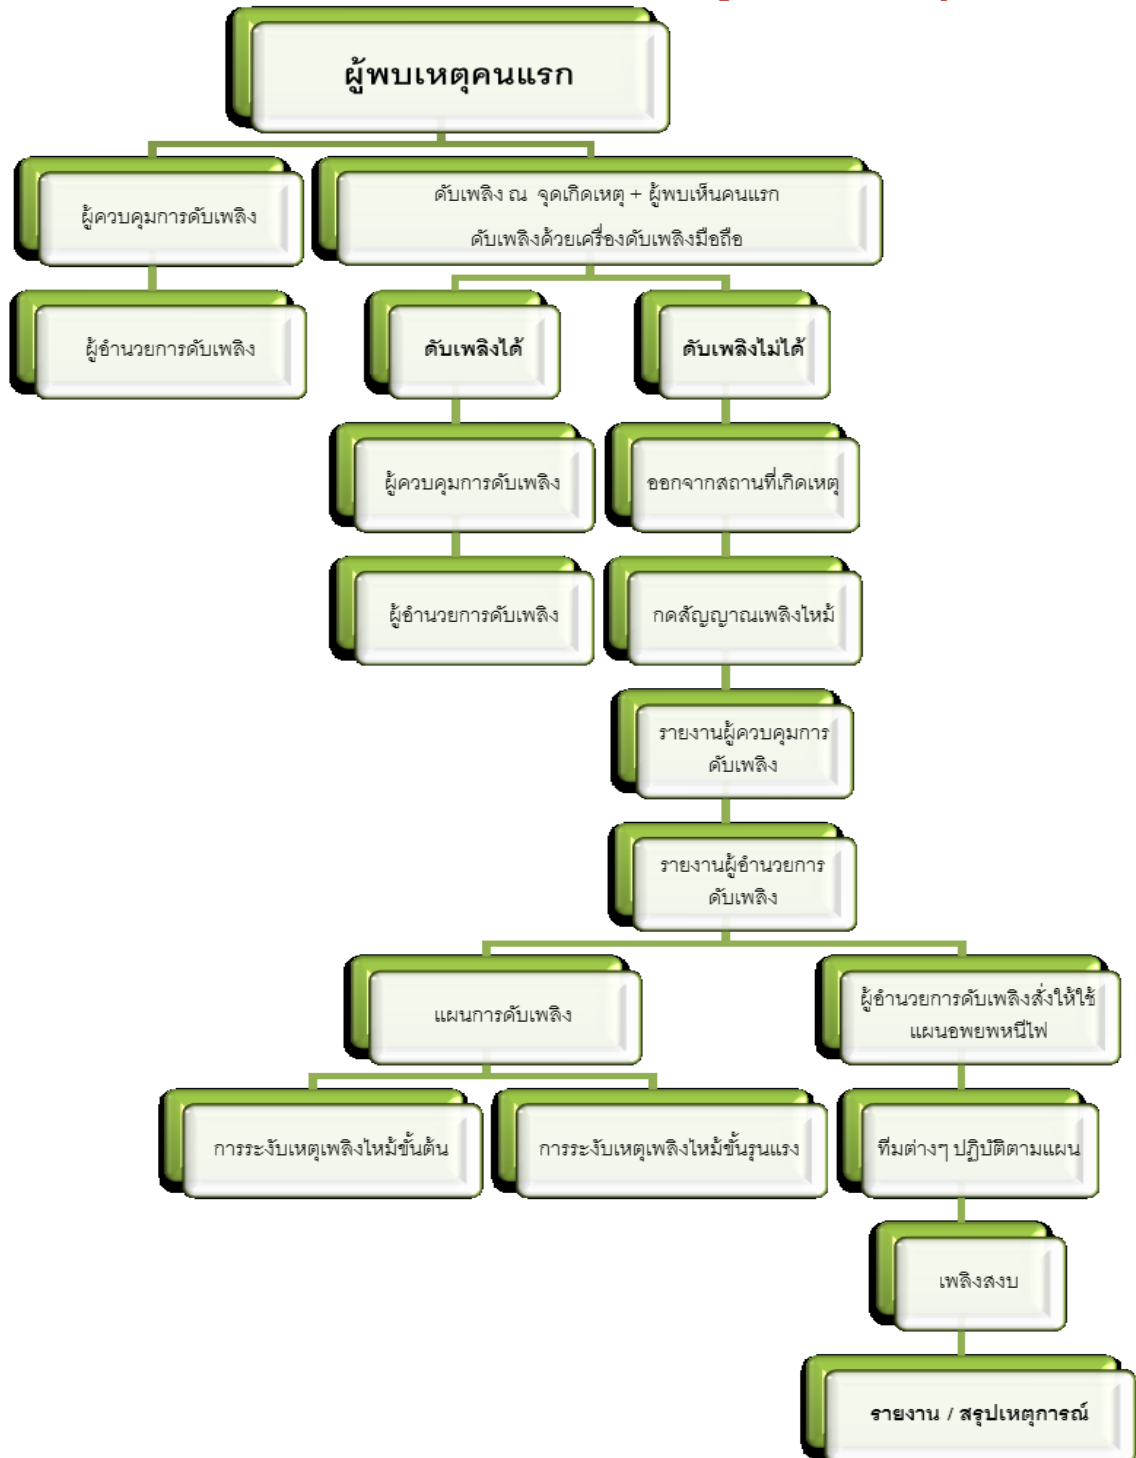 ผู้พบเหตุคนแรก
ผู้ควบคุมการดับเพลิง
ดับเพลิง ณ จุดเกิดเหตุ + ผู้พบเห็นคนแรก
ดับเพลิงด้วยเครื่องดับเพลิงมือถือ
ผู้อำนวยการดับเพลิง
ดับเพลิงได้
ดับเพลิงไม่ได้
ผู้ควบคุมการดับเพลิง
ออกจากสถานที่เกิดเหตุ
ผู้อำนวยการดับเพลิง
กดสัญญาณเพลิงไหม้
รายงานผู้ควบคุมการ
ดับเพลิง
รายงานผู้อำนวยการ
ดับเพลิง
แผนการดับเพลิง
ผู้อำนวยการดับเพลิงสั่งให้ใช้
แผนอพยพหนีไฟ
การระงับเหตุเพลิงไหม้ขั้นต้น
การระงับเหตุเพลิงไหม้ขั้นรุนแรง
ทีมต่างๆ ปฏิบัติตามแผน
เพลิงสงบ
รายงาน / สรุปเหตุการณ์